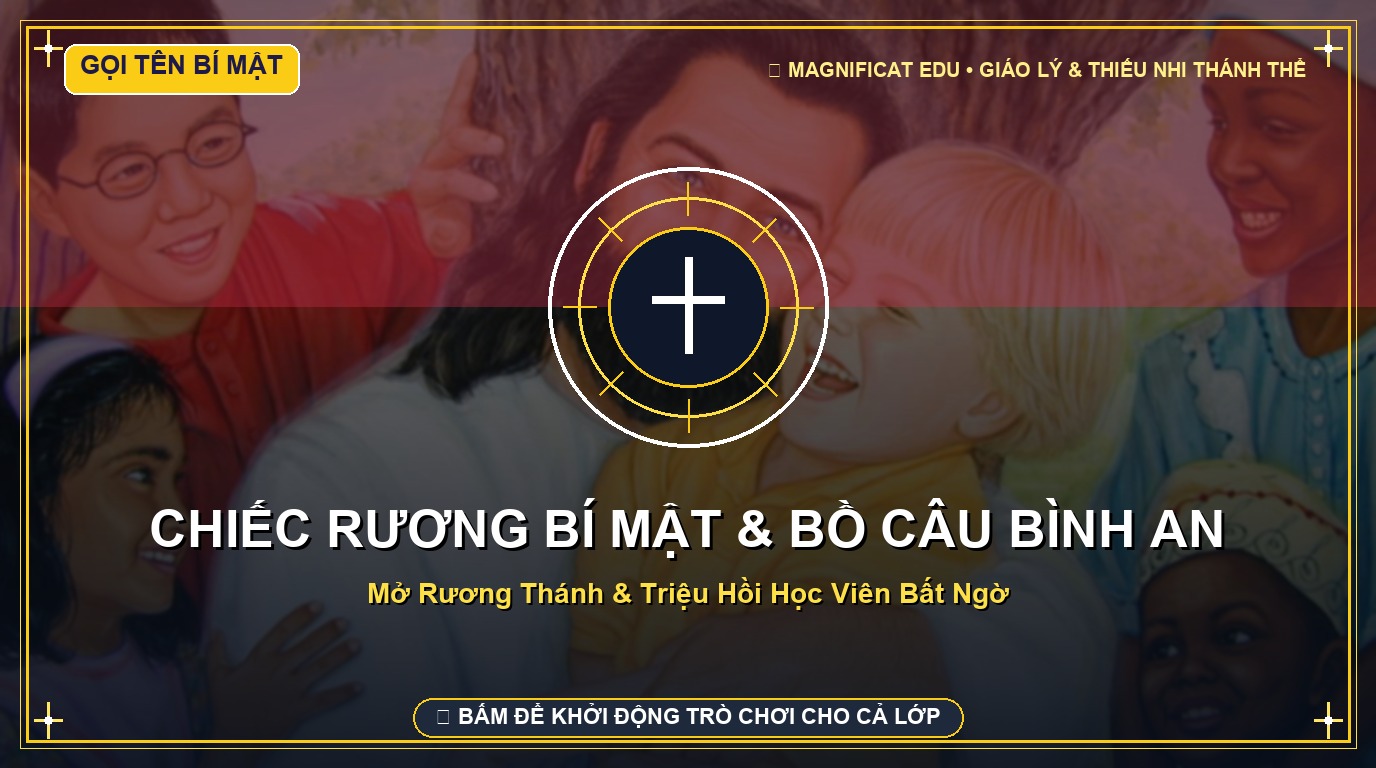 GỌI TÊN BÍ MẬT
MAGNIFICAT EDU • GIÁO LÝ & THIẾU NHI THÁNH THỂ
CHIẾC RƯƠNG BÍ MẬT & BỒ CÂU BÌNH AN
Mở Rương Thánh & Triệu Hồi Học Viên Bất Ngờ
BẤM ĐỂ KHỞI ĐỘNG TRÒ CHƠI CHO CẢ LỚP